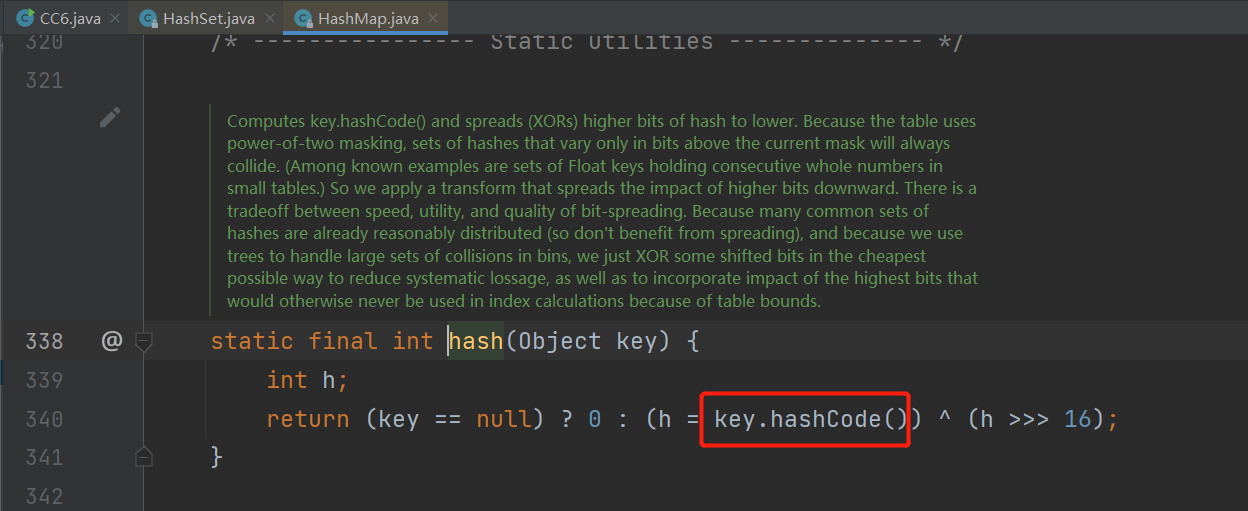 CC6.java HashSet.java HashMap.java
320 /* ---------------- Static utilities -------------- */
321
Computes key.hashCode() and spreads (XORs) higher bits of hash to lower. Because the table uses
power-of-two masking, sets of hashes that vary only in bits above the current mask will always
collide. (Among known examples are sets of Float keys holding consecutive whole numbers in
small tables.) So we apply a transform that spreads the impact of higher bits downward. There is a
tradeoff between speed, utility, and quality of bit-spreading. Because many common sets of
hashes are already reasonably distributed (so don't benefit from spreading), and because we use
trees to handle large sets of collisions in bins, we just XOR some shifted bits in the cheapest
possible way to reduce systematic lossage, as well as to incorporate impact of the highest bits that
would otherwise never be used in index calculations because of table bounds.
338 @ static final int hash(Object key) {
339 int h;
340 return (key == null) ? 0 : (h = key.hashCode()) ^ (h >>> 16);
341 }
342